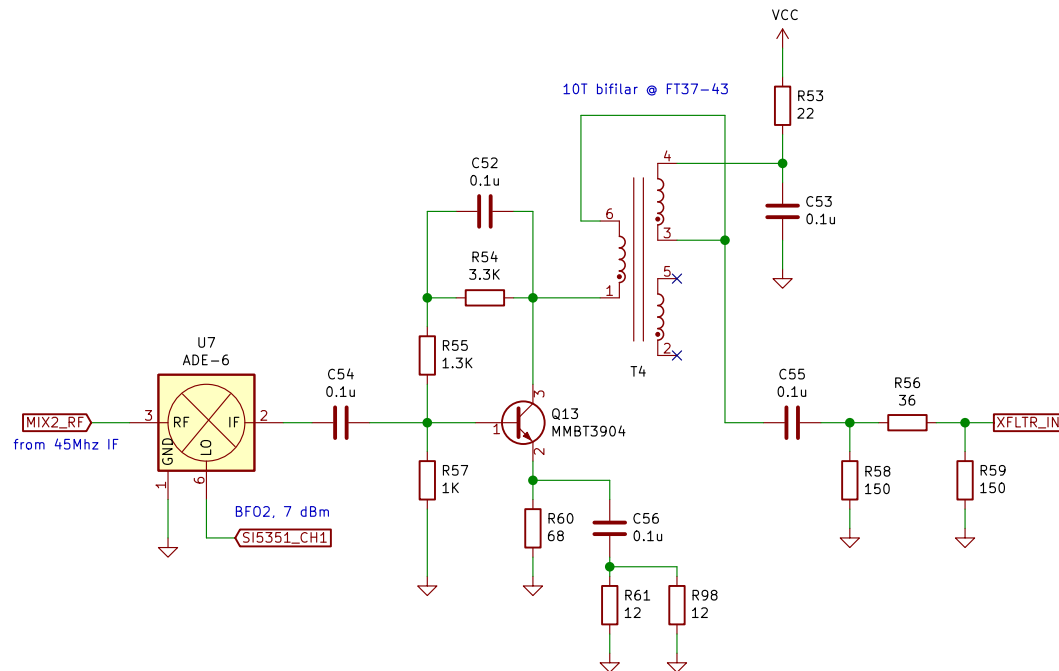 VCC
10T bifilar @ FT37-43
R53
22
C52
0.1u
4
C53
0.1u
6
3
R54
3.3K
5
1
U7
ADE-6
R55
1.3K
2
T4
C54
0.1u
C55
0.1u
R56
36
3
MIX2_RF
3
RF
IF
2
1
Q13
MMBT3904
XFLTR_IN
from 45Mhz IF
GND
LO
2
1
6
R57
1K
R58
150
R59
150
BFO2, 7 dBm
SI5351_CH1
R60
68
C56
0.1u
R61
12
R98
12